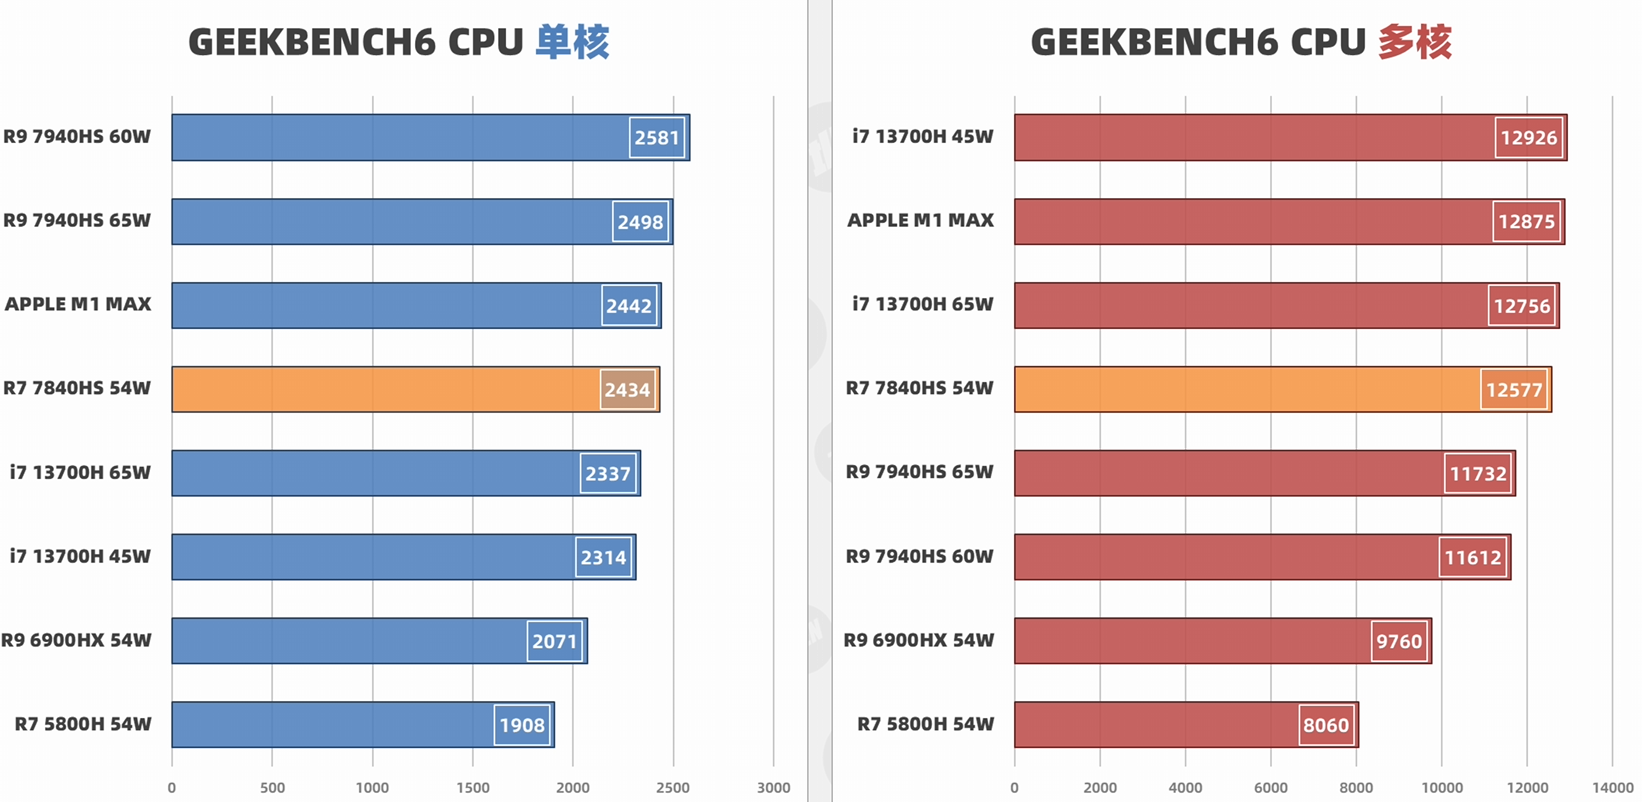 GEEKBENCH6 CPU 单核
R9 7940HS 60W
2581
R9 7940HS 65W
2498
APPLE M1 MAX
2442
R7 7840HS 54W
2434
i7 13700H 65W
2337
i7 13700H 45W
2314
R9 6900HX 54W
2071
R7 5800H 54W
1908
0 500 1000 1500 2000 2500 3000
GEEKBENCH6 CPU 多核
i7 13700H 45W
12926
APPLE M1 MAX
12875
i7 13700H 65W
12756
R7 7840HS 54W
12577
R9 7940HS 65W
11732
R9 7940HS 60W
11612
R9 6900HX 54W
9760
R7 5800H 54W
8060
0 2000 4000 6000 8000 10000 12000 14000